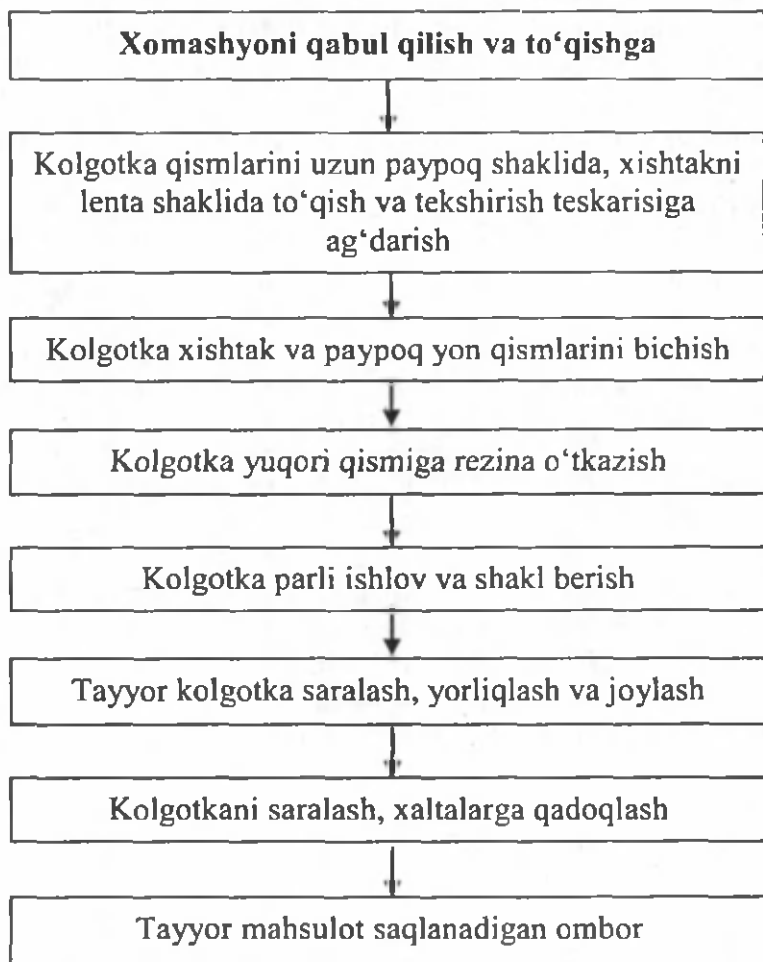 Xomashyoni qabul qilish va to‘qishga
Kolgotka qismlarini uzun paypoq shaklida, xishtakni
lenta shaklida to‘qish va tekshirish teskarisiga
ag‘darish
Kolgotka xishtak va paypoq yon qismlarini bichish
Kolgotka yuqori qismiga rezina o‘tkazish
Kolgotka parli ishlov va shakl berish
Tayyor kolgotka saralash, yorliqlash va joylash
Kolgotkani saralash, xaltalarga qadoqlash
Tayyor mahsulot saqlanadigan ombor